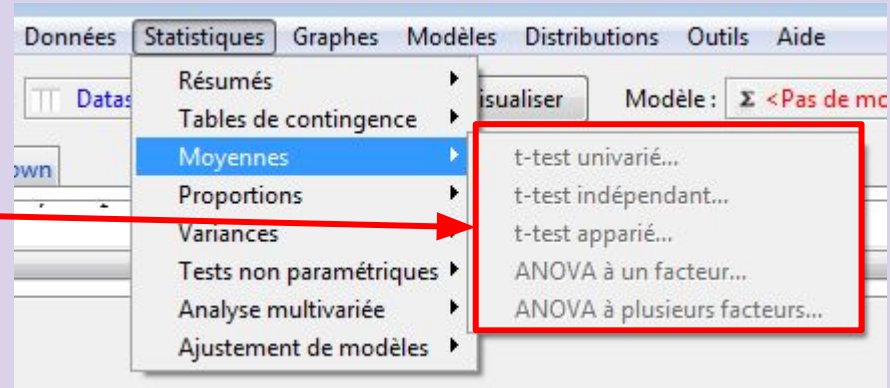 Données Statistiques Graphes Modèles Distributions Outils Aide
Résumés
Datas isualiser Modèle : Σ <Pas de mo
Tables de contingence
Moyennes
own
t-test univarié...
Proportions
t-test indépendant...
Variances
t-test apparié...
Tests non paramétriques
ANOVA à un facteur...
Analyse multivariée
ANOVA à plusieurs facteurs...
Ajustement de modèles